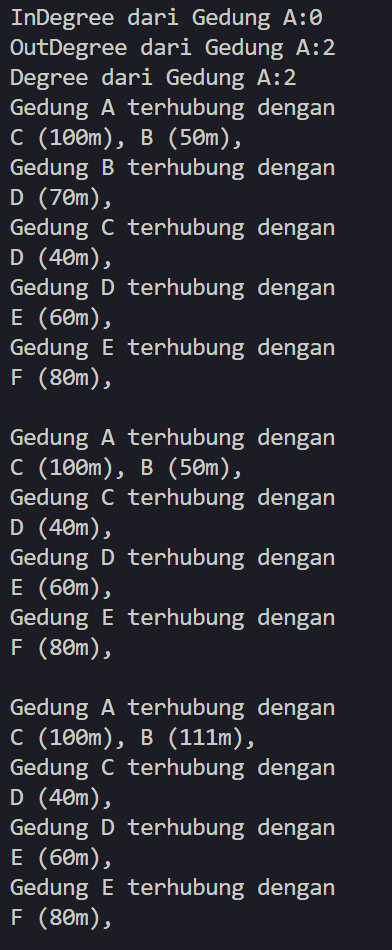 InDegree dari Gedung A:0
OutDegree dari Gedung A:2
Degree dari Gedung A:2
Gedung A terhubung dengan
C (100m), B (50m),
Gedung B terhubung dengan
D (70m),
Gedung C terhubung dengan
D (40m),
Gedung D terhubung dengan
E (60m),
Gedung E terhubung dengan
F (80m),

Gedung A terhubung dengan
C (100m), B (50m),
Gedung C terhubung dengan
D (40m),
Gedung D terhubung dengan
E (60m),
Gedung E terhubung dengan
F (80m),

Gedung A terhubung dengan
C (100m), B (111m),
Gedung C terhubung dengan
D (40m),
Gedung D terhubung dengan
E (60m),
Gedung E terhubung dengan
F (80m),